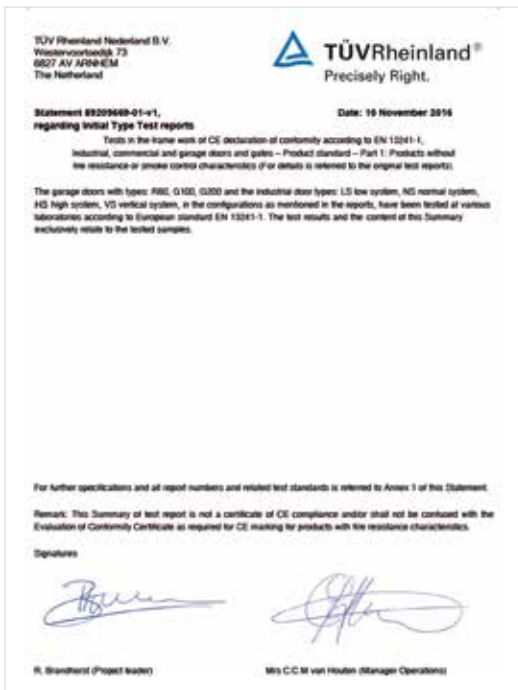 TÜV Rheinland Nederland B.V.
Westervoortsedijk 73
6827 AV ARNHEM
The Netherland
TÜVRheinland®
Precisely Right.
Statement 89209669-01-v1,
regarding Initial Type Test reports
Date: 10 November 2016
Tests in the frame work of CE declaration of conformity according to EN 13241-1,
Industrial, commercial and garage doors and gates – Product standard – Part 1: Products without
fire resistance or smoke control characteristics (For details is referred to the original test reports).
The garage doors with types: R60, G100, G200 and the industrial door types: LS low system, NS normal system,
HS high system, VS vertical system, in the configurations as mentioned in the reports, have been tested at various
laboratories according to European standard EN 13241-1. The test results and the content of this Summary
exclusively relate to the tested samples.
For further specifications and all report numbers and related test standards is referred to Annex 1 of this Statement.
Remark: This Summary of test report is not a certificate of CE compliance and/or shall not be confused with the
Evaluation of Conformity Certificate as required for CE marking for products with fire resistance characteristics.
Signatures
R. Brandhorst (Project leader)
Mrs C.C.M van Houten (Manager Operations)